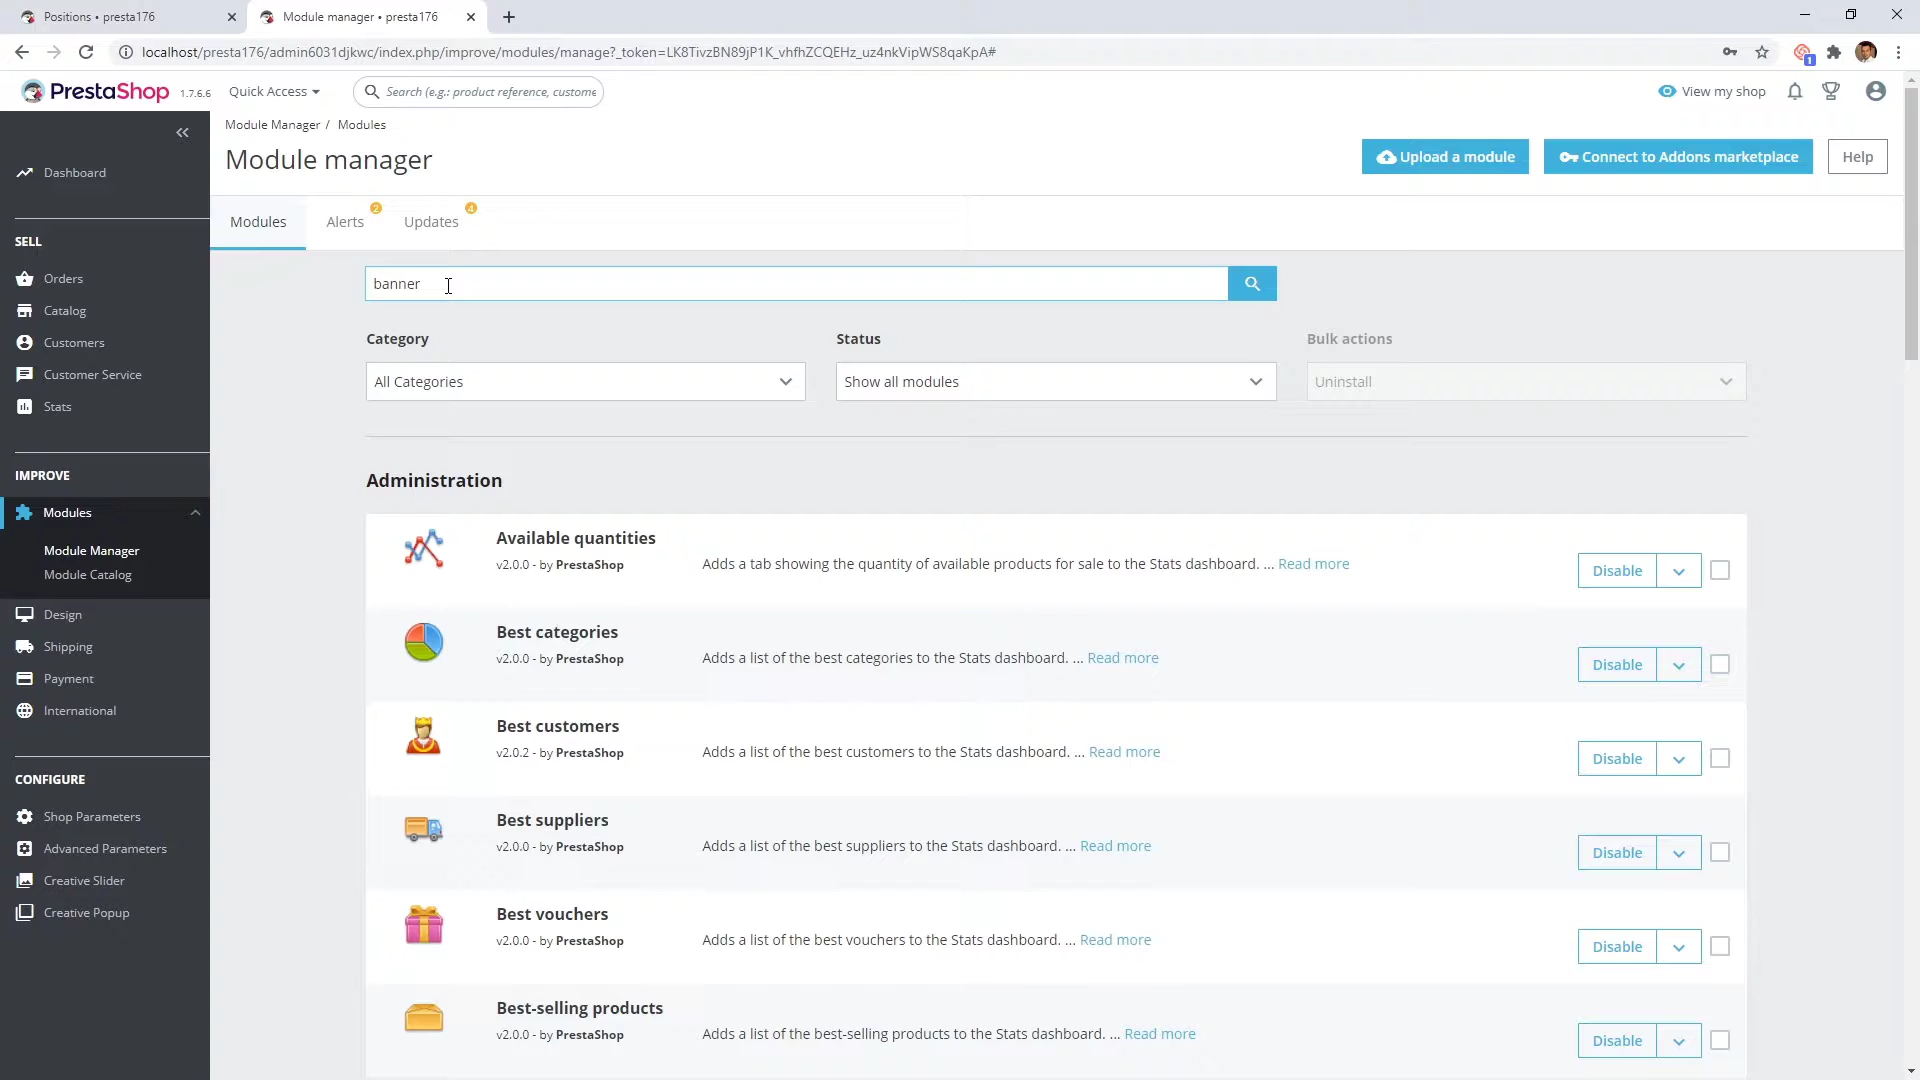 Positions • presta176
Module manager • presta176
localhost/presta176/admin6031djkwc/index.php/improve/modules/manage?_token=LK8TivzBN89jP1K_vhfhZCQEHz_uz4nkVipWS8qaKpA#
1
PrestaShop 1.7.6.6
Quick Access
Search (e.g.: product reference, custome
View my shop
Module Manager / Modules
Module manager
Upload a module
Connect to Addons marketplace
Help
Dashboard
SELL
Orders
Catalog
Customers
Customer Service
Stats
IMPROVE
Modules
Module Manager
Module Catalog
Design
Shipping
Payment
International
CONFIGURE
Shop Parameters
Advanced Parameters
Creative Slider
Creative Popup
Modules
Alerts 2
Updates 4
banner
Category
Status
Bulk actions
All Categories
Show all modules
Uninstall
Administration
Available quantities
v2.0.0 - by PrestaShop
Adds a tab showing the quantity of available products for sale to the Stats dashboard. ... Read more
Disable
Best categories
v2.0.0 - by PrestaShop
Adds a list of the best categories to the Stats dashboard. ... Read more
Disable
Best customers
v2.0.2 - by PrestaShop
Adds a list of the best customers to the Stats dashboard. ... Read more
Disable
Best suppliers
v2.0.0 - by PrestaShop
Adds a list of the best suppliers to the Stats dashboard. ... Read more
Disable
Best vouchers
v2.0.0 - by PrestaShop
Adds a list of the best vouchers to the Stats dashboard. ... Read more
Disable
Best-selling products
v2.0.0 - by PrestaShop
Adds a list of the best-selling products to the Stats dashboard. ... Read more
Disable